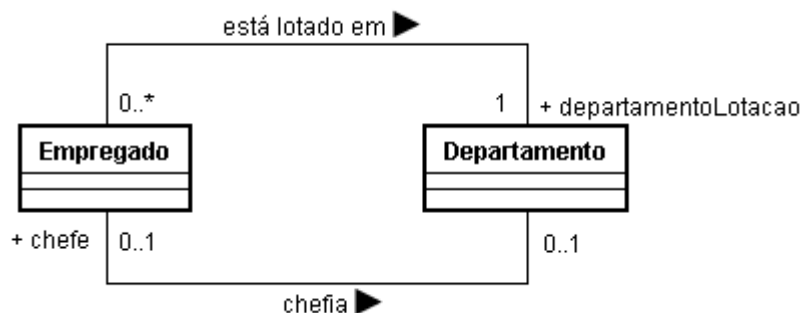 está lotado em
0..*
1
+ departamentoLotacao
Empregado
Departamento
+ chefe
0..1
0..1
chefia